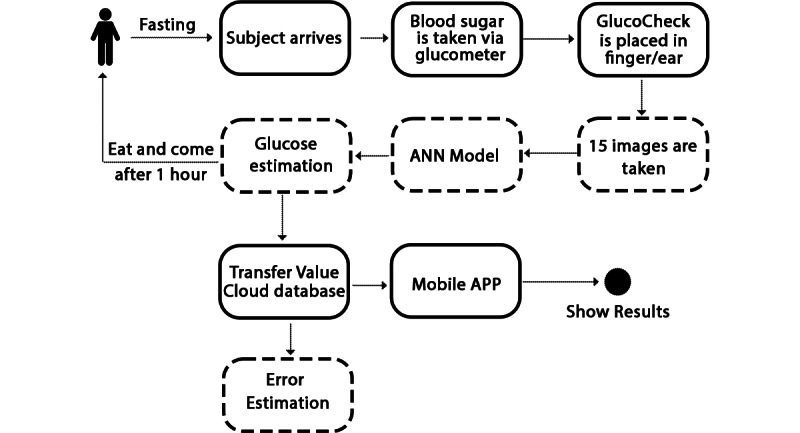 Fasting
Subject arrives
Blood sugar
is taken via
glucometer
GlucoCheck
is placed in
finger/ear
15 images are
taken
ANN Model
Glucose
estimation
Eat and come
after 1 hour
Transfer Value
Cloud database
Mobile APP
Show Results
Error
Estimation